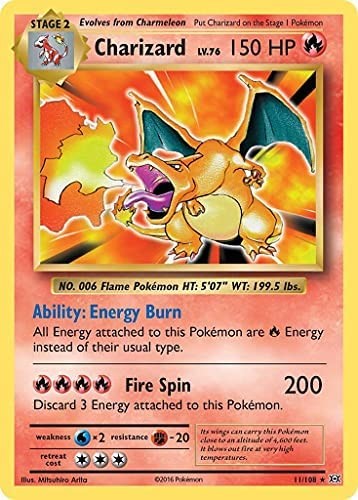 STAGE 2
Evolves from Charmeleon
Put Charizard on the Stage 1 Pokémon
Charizard LV.76 150 HP
NO. 006 Flame Pokémon HT: 5'07" WT: 199.5 lbs.
Ability: Energy Burn
All Energy attached to this Pokémon are Energy
instead of their usual type.
Fire Spin 200
Discard 3 Energy attached to this Pokémon.
weakness ×2 resistance -20
retreat
cost
Its wings can carry this Pokémon
close to an altitude of 4,600 feet.
It blows out fire at very high
temperatures.
Illus. Mitsuhiro Arita
©2016 Pokémon
11/108 ★